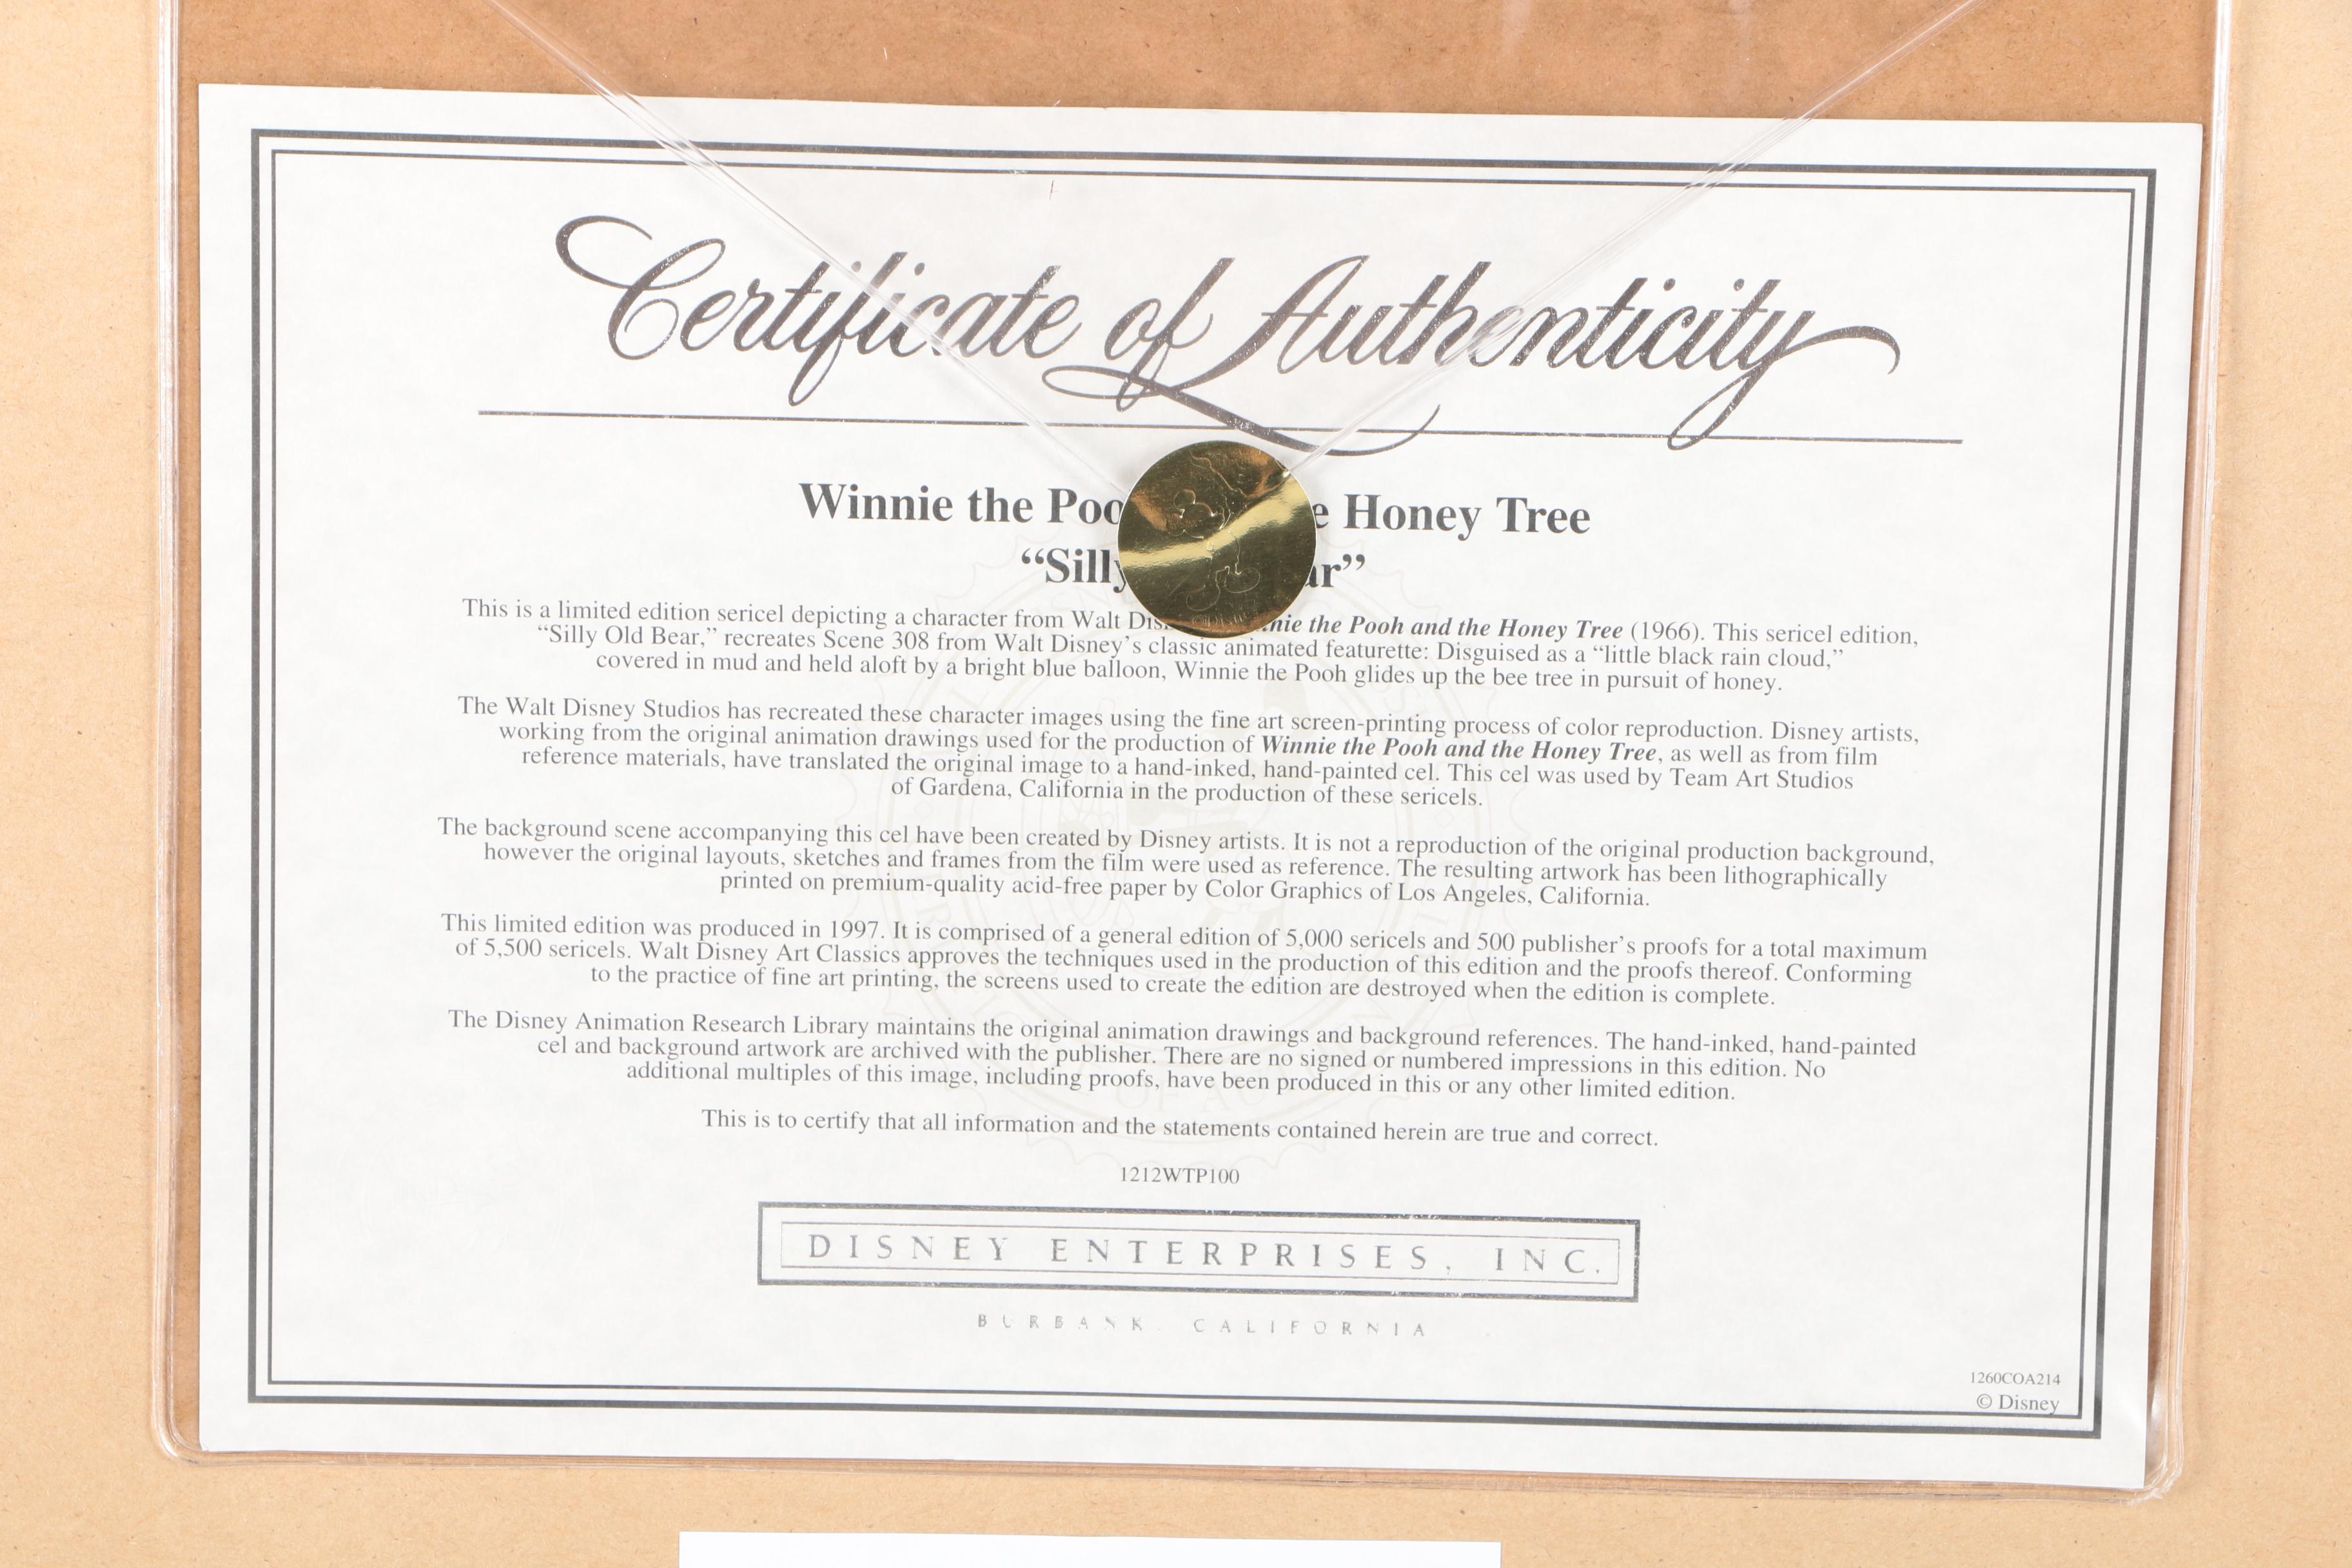 Certificate of Authenticity
Winnie the Poo e Honey Tree
“Silly ar”
This is a limited edition sericel depicting a character from Walt Dis nie the Pooh and the Honey Tree (1966). This sericel edition,
“Silly Old Bear,” recreates Scene 308 from Walt Disney’s classic animated featurette: Disguised as a “little black rain cloud,”
covered in mud and held aloft by a bright blue balloon, Winnie the Pooh glides up the bee tree in pursuit of honey.
The Walt Disney Studios has recreated these character images using the fine art screen-printing process of color reproduction. Disney artists,
working from the original animation drawings used for the production of Winnie the Pooh and the Honey Tree, as well as from film
reference materials, have translated the original image to a hand-inked, hand-painted cel. This cel was used by Team Art Studios
of Gardena, California in the production of these sericels.
The background scene accompanying this cel have been created by Disney artists. It is not a reproduction of the original production background,
however the original layouts, sketches and frames from the film were used as reference. The resulting artwork has been lithographically
printed on premium-quality acid-free paper by Color Graphics of Los Angeles, California.
This limited edition was produced in 1997. It is comprised of a general edition of 5,000 sericels and 500 publisher’s proofs for a total maximum
of 5,500 sericels. Walt Disney Art Classics approves the techniques used in the production of this edition and the proofs thereof. Conforming
to the practice of fine art printing, the screens used to create the edition are destroyed when the edition is complete.
The Disney Animation Research Library maintains the original animation drawings and background references. The hand-inked, hand-painted
cel and background artwork are archived with the publisher. There are no signed or numbered impressions in this edition. No
additional multiples of this image, including proofs, have been produced in this or any other limited edition.
This is to certify that all information and the statements contained herein are true and correct.
1212WTP100
DISNEY ENTERPRISES, INC.
BURBANK, CALIFORNIA
1260COA214
© Disney